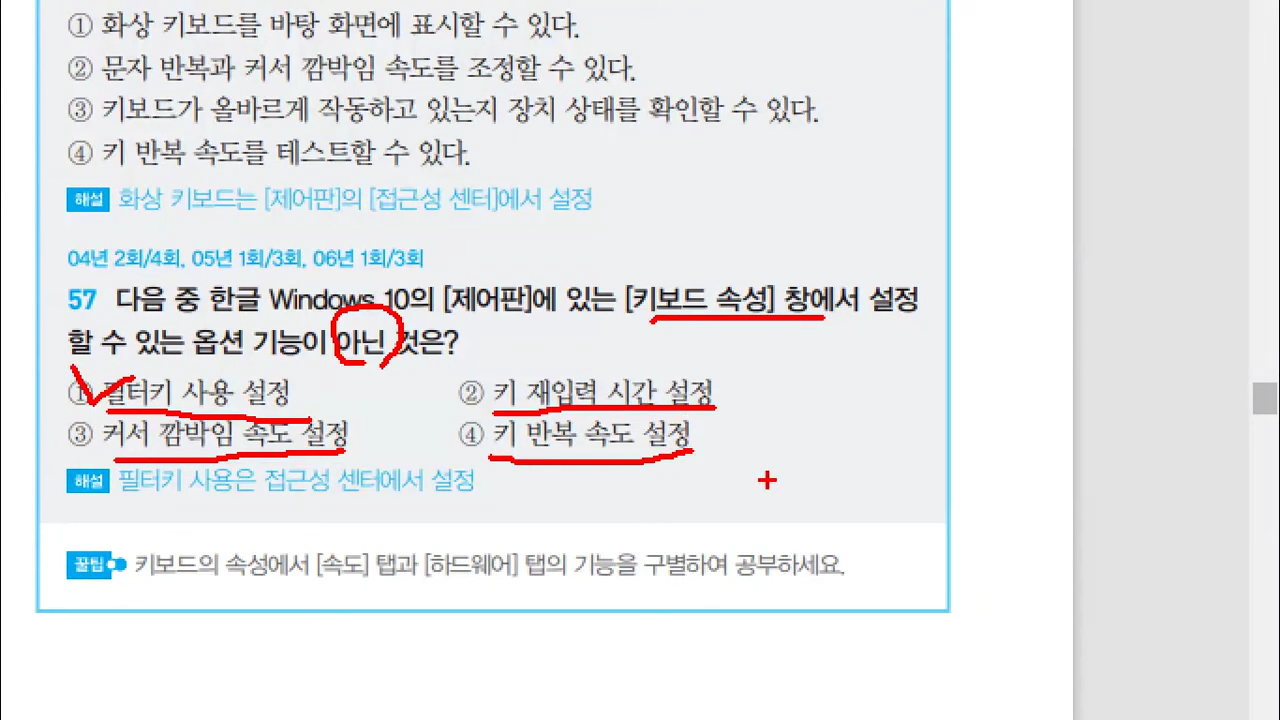 ① 화상 키보드를 바탕 화면에 표시할 수 있다.
② 문자 반복과 커서 깜박임 속도를 조정할 수 있다.
③ 키보드가 올바르게 작동하고 있는지 장치 상태를 확인할 수 있다.
④ 키 반복 속도를 테스트할 수 있다.
해설 화상 키보드는 [제어판]의 [접근성 센터]에서 설정
04년 2회/4회, 05년 1회/3회, 06년 1회/3회
57 다음 중 한글 Windows 10의 [제어판]에 있는 [키보드 속성] 창에서 설정
할 수 있는 옵션 기능이 아닌 것은?
① 필터키 사용 설정 ② 키 재입력 시간 설정
③ 커서 깜박임 속도 설정 ④ 키 반복 속도 설정
해설 필터키 사용은 접근성 센터에서 설정
꿀팁 키보드의 속성에서 [속도] 탭과 [하드웨어] 탭의 기능을 구별하여 공부하세요.